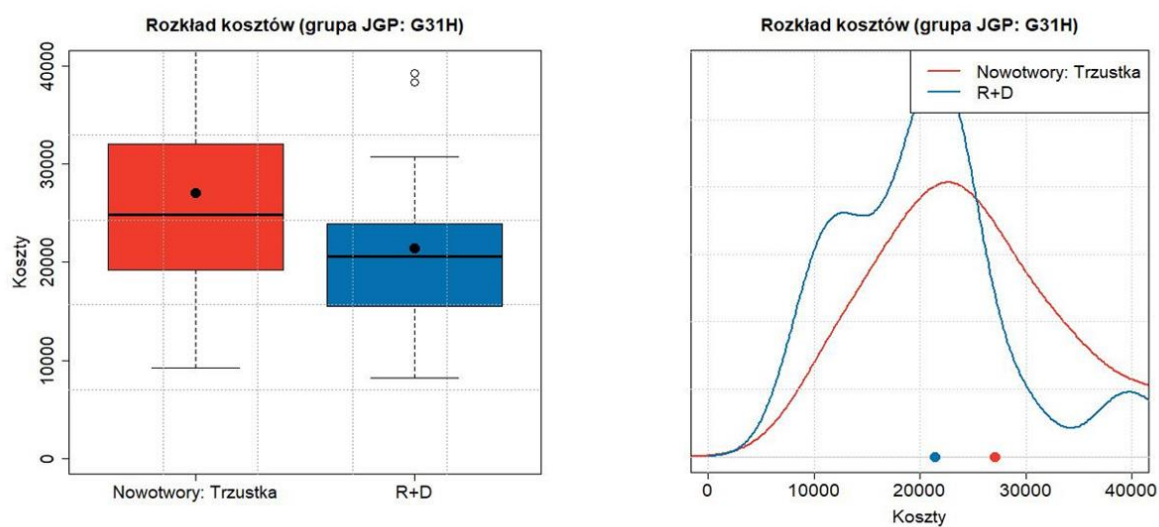 Rozkład kosztów (grupa JGP: G31H)
Koszty
40000
30000
20000
10000
0
Nowotwory: Trzustka R+D
Rozkład kosztów (grupa JGP: G31H)
Nowotwory: Trzustka
R+D
0 10000 20000 30000 40000
Koszty